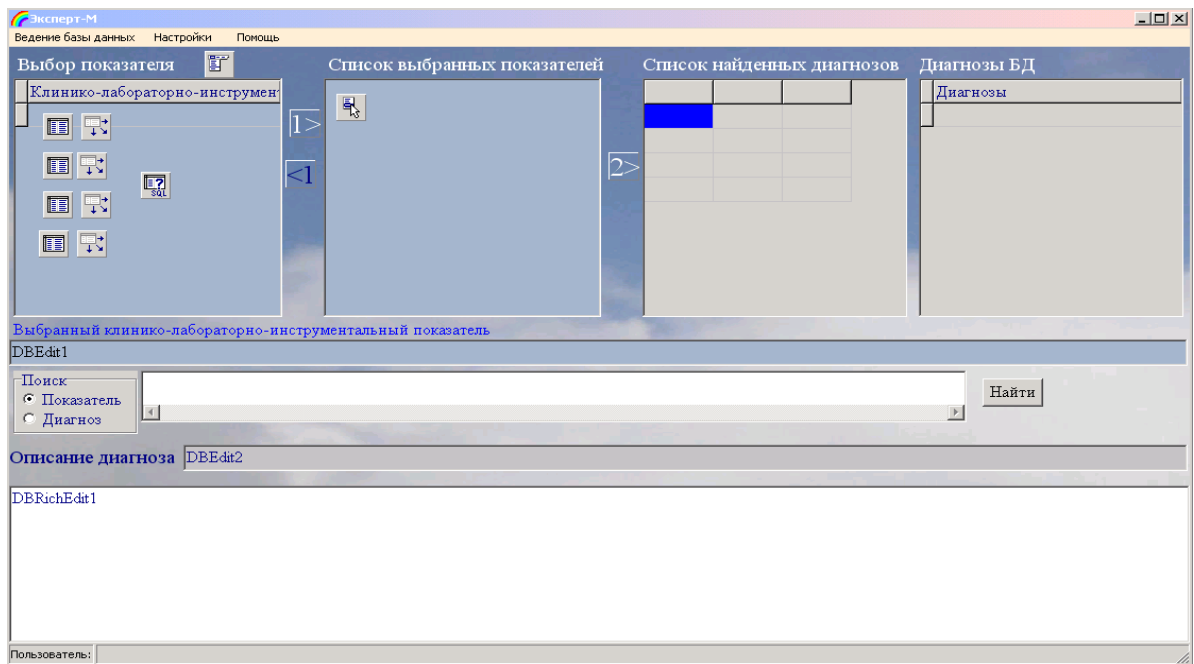 Эксперт-М
Ведение базы данных Настройки Помощь
Выбор показателя Список выбранных показателей Список найденных диагнозов Диагнозы БД
Клинико-лабораторно-инструмен Диагнозы
1>
<1
2>
SQL
Выбранный клинико-лабораторно-инструментальный показатель
DBEdit1
Поиск
Показатель
Диагноз
Найти
Описание диагноза DBEdit2
DBRichEdit1
Пользователь: